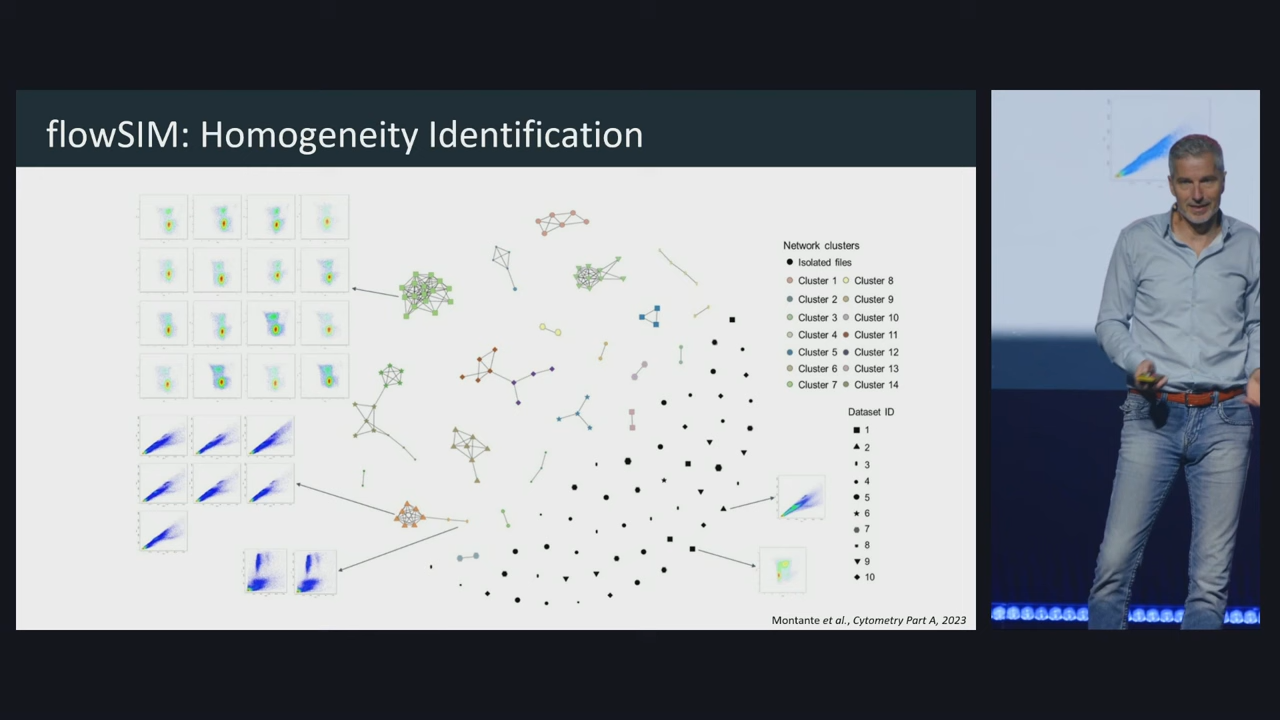 flowSIM: Homogeneity Identification
Network clusters
Isolated files
Cluster 1 Cluster 8
Cluster 2 Cluster 9
Cluster 3 Cluster 10
Cluster 4 Cluster 11
Cluster 5 Cluster 12
Cluster 6 Cluster 13
Cluster 7 Cluster 14
Dataset ID
1
2
3
4
5
6
7
8
9
10
Montante et al., Cytometry Part A, 2023